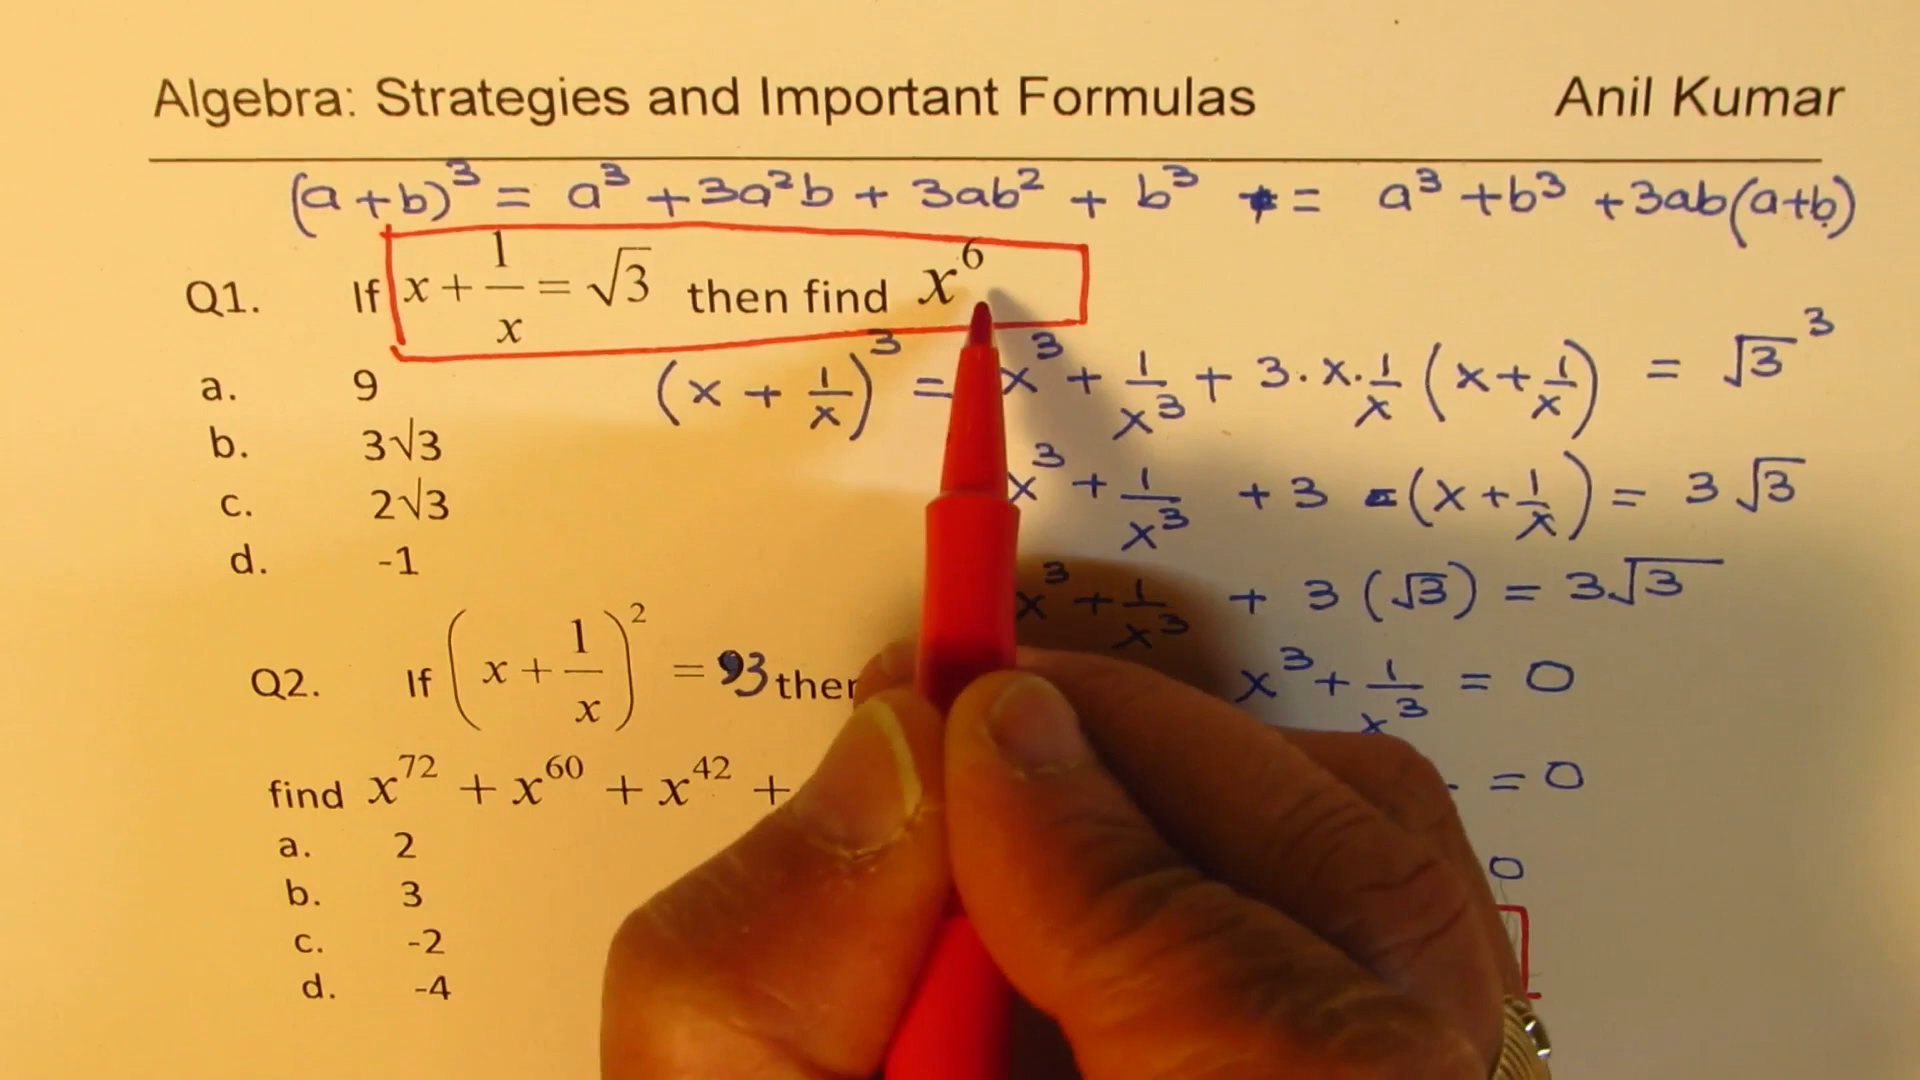 Algebra: Strategies and Important Formulas Anil Kumar
(a+b)³ = a³ + 3a²b + 3ab² + b³ = a³ + b³ + 3ab(a+b)
Q1. If x + 1/x = √3 then find x⁶
a. 9
(x + 1/x)³ = x³ + 1/x³ + 3·x·1/x (x + 1/x) = √3³
b. 3√3
x³ + 1/x³ + 3 (x + 1/x) = 3√3
c. 2√3
d. -1
x³ + 1/x³ + 3(√3) = 3√3
Q2. If (x + 1/x)² = 3 then
x³ + 1/x³ = 0
find x⁷² + x⁶⁰ + x⁴² +
= 0
a. 2
0
b. 3
c. -2
d. -4